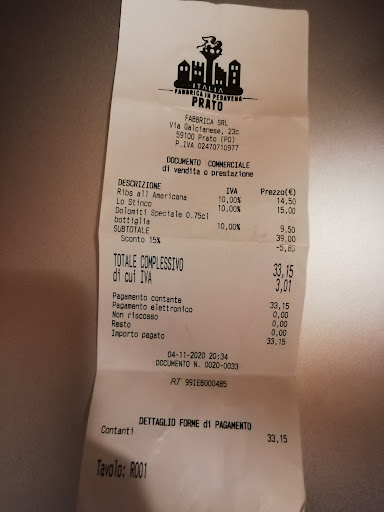 ITALIA
FABBRICA IN PEDAVENA
PRATO
FABBRICA SRL
Via Galcianese, 23c
59100 Prato (PO)
P.IVA 02470710977
DOCUMENTO COMMERCIALE
di vendita o prestazione
DESCRIZIONE IVA Prezzo(€)
Ribs all Americana 10,00% 14,50
Lo Stinco 10,00% 15,00
Dolomiti Speciale 0.75cl
bottiglia 10,00% 9,50
SUBTOTALE 39,00
Sconto 15% -5,85
TOTALE COMPLESSIVO 33,15
di cui IVA 3,01
Pagamento contante 33,15
Pagamento elettronico 0,00
Non riscosso 0,00
Resto 0,00
Importo pagato 33,15
04-11-2020 20:34
DOCUMENTO N. 0020-0033
RT 99IEB000485
DETTAGLIO FORME di PAGAMENTO
Contanti 33,15
Tavolo: R001